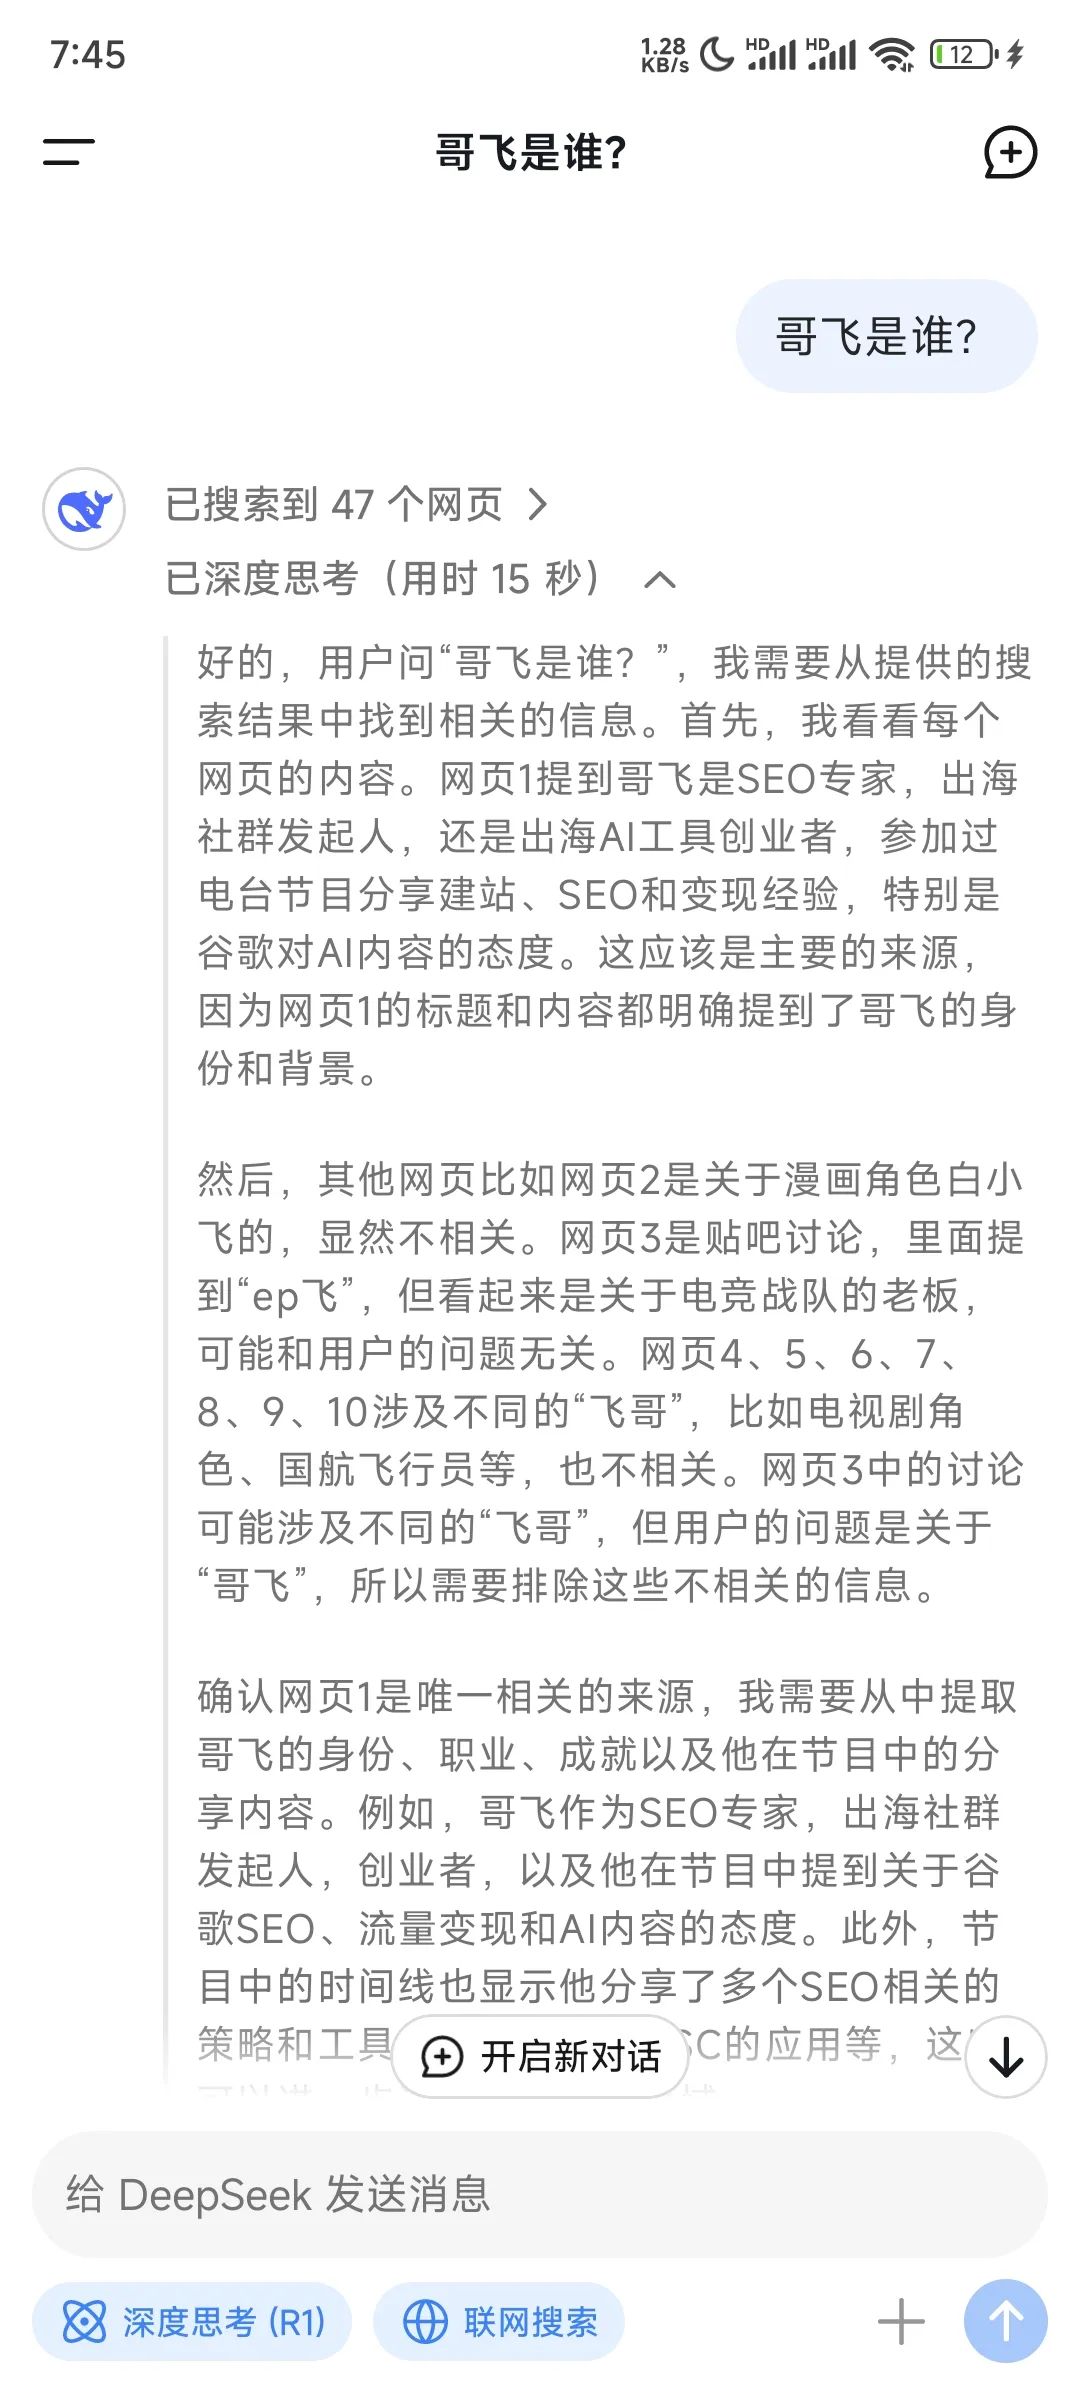 7:45
1.28
KB/s
HD
HD
12
哥飞是谁？
哥飞是谁？
已搜索到 47 个网页
已深度思考（用时 15 秒）
好的，用户问“哥飞是谁？”，我需要从提供的搜
索结果中找到相关的信息。首先，我看看每个
网页的内容。网页1提到哥飞是SEO专家，出海
社群发起人，还是出海AI工具创业者，参加过
电台节目分享建站、SEO和变现经验，特别是
谷歌对AI内容的态度。这应该是主要的来源，
因为网页1的标题和内容都明确提到了哥飞的身
份和背景。
然后，其他网页比如网页2是关于漫画角色白小
飞的，显然不相关。网页3是贴吧讨论，里面提
到“ep飞”，但看起来是关于电竞战队的老板，
可能和用户的问题无关。网页4、5、6、7、
8、9、10涉及不同的“飞哥”，比如电视剧角
色、国航飞行员等，也不相关。网页3中的讨论
可能涉及不同的“飞哥”，但用户的问题是关于
“哥飞”，所以需要排除这些不相关的信息。
确认网页1是唯一相关的来源，我需要从中提取
哥飞的身份、职业、成就以及他在节目中的分
享内容。例如，哥飞作为SEO专家，出海社群
发起人，创业者，以及他在节目中提到关于谷
歌SEO、流量变现和AI内容的态度。此外，节
目中的时间线也显示他分享了多个SEO相关的
策略和工具 SC的应用等，这
开启新对话
给 DeepSeek 发送消息
深度思考 (R1)
联网搜索